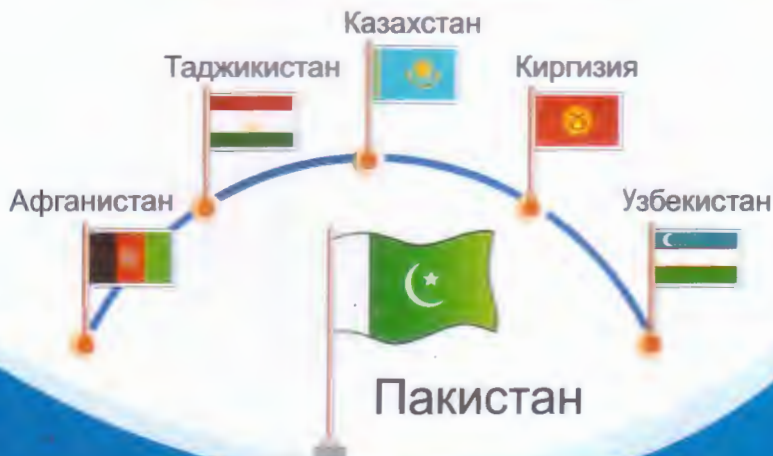 Казахстан
Таджикистан
Киргизия
Афганистан
Узбекистан
Пакистан